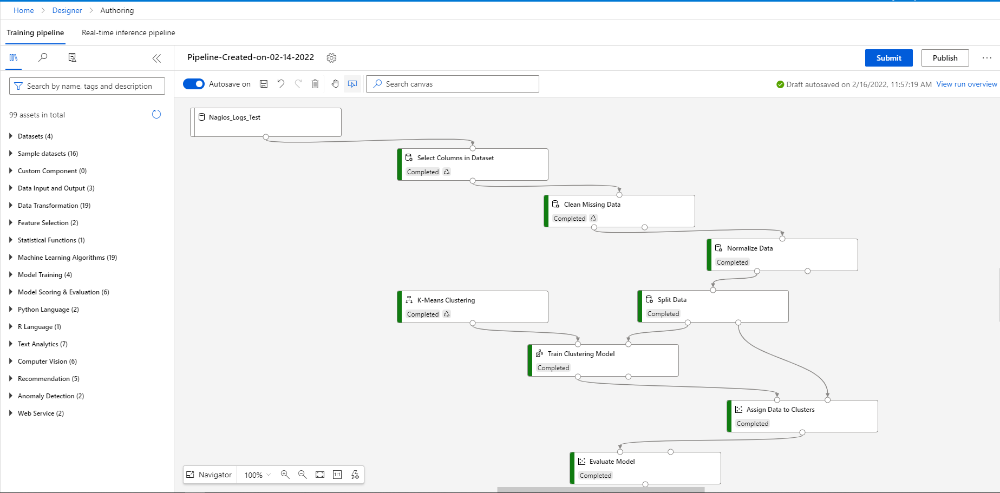 Home > Designer > Authoring
Training pipeline Real-time inference pipeline
Pipeline-Created-on-02-14-2022 Submit Publish ...
Search by name, tags and description
Autosave on Search canvas Draft autosaved on 2/16/2022, 11:57:19 AM View run overview
99 assets in total
Datasets (4)
Sample datasets (16)
Custom Component (0)
Data Input and Output (3)
Data Transformation (19)
Feature Selection (2)
Statistical Functions (1)
Machine Learning Algorithms (19)
Model Training (4)
Model Scoring & Evaluation (6)
Python Language (2)
R Language (1)
Text Analytics (7)
Computer Vision (6)
Recommendation (5)
Anomaly Detection (2)
Web Service (2)
Nagios_Logs_Test
Select Columns in Dataset
Completed
Clean Missing Data
Completed
Normalize Data
Completed
K-Means Clustering
Completed
Split Data
Completed
Train Clustering Model
Completed
Assign Data to Clusters
Completed
Evaluate Model
Completed
Navigator 100% 1:1